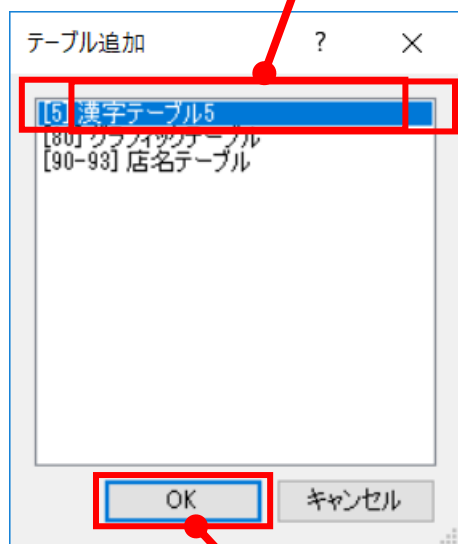 テーブル追加 ? ×
[5] 漢字テーブル5
[80] グラフィックテーブル
[90-93] 店名テーブル
OK キャンセル